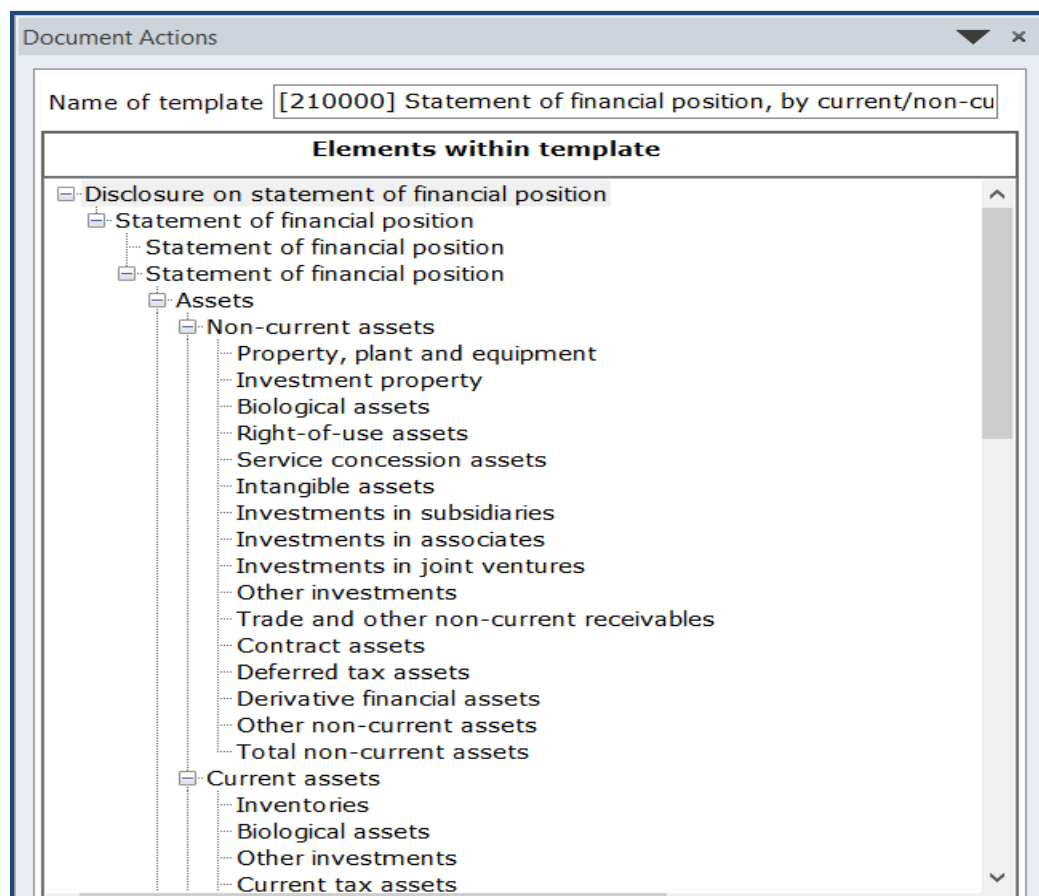 Document Actions
Name of template [210000] Statement of financial position, by current/non-cu
Elements within template
Disclosure on statement of financial position
Statement of financial position
Statement of financial position
Statement of financial position
Assets
Non-current assets
Property, plant and equipment
Investment property
Biological assets
Right-of-use assets
Service concession assets
Intangible assets
Investments in subsidiaries
Investments in associates
Investments in joint ventures
Other investments
Trade and other non-current receivables
Contract assets
Deferred tax assets
Derivative financial assets
Other non-current assets
Total non-current assets
Current assets
Inventories
Biological assets
Other investments
Current tax assets